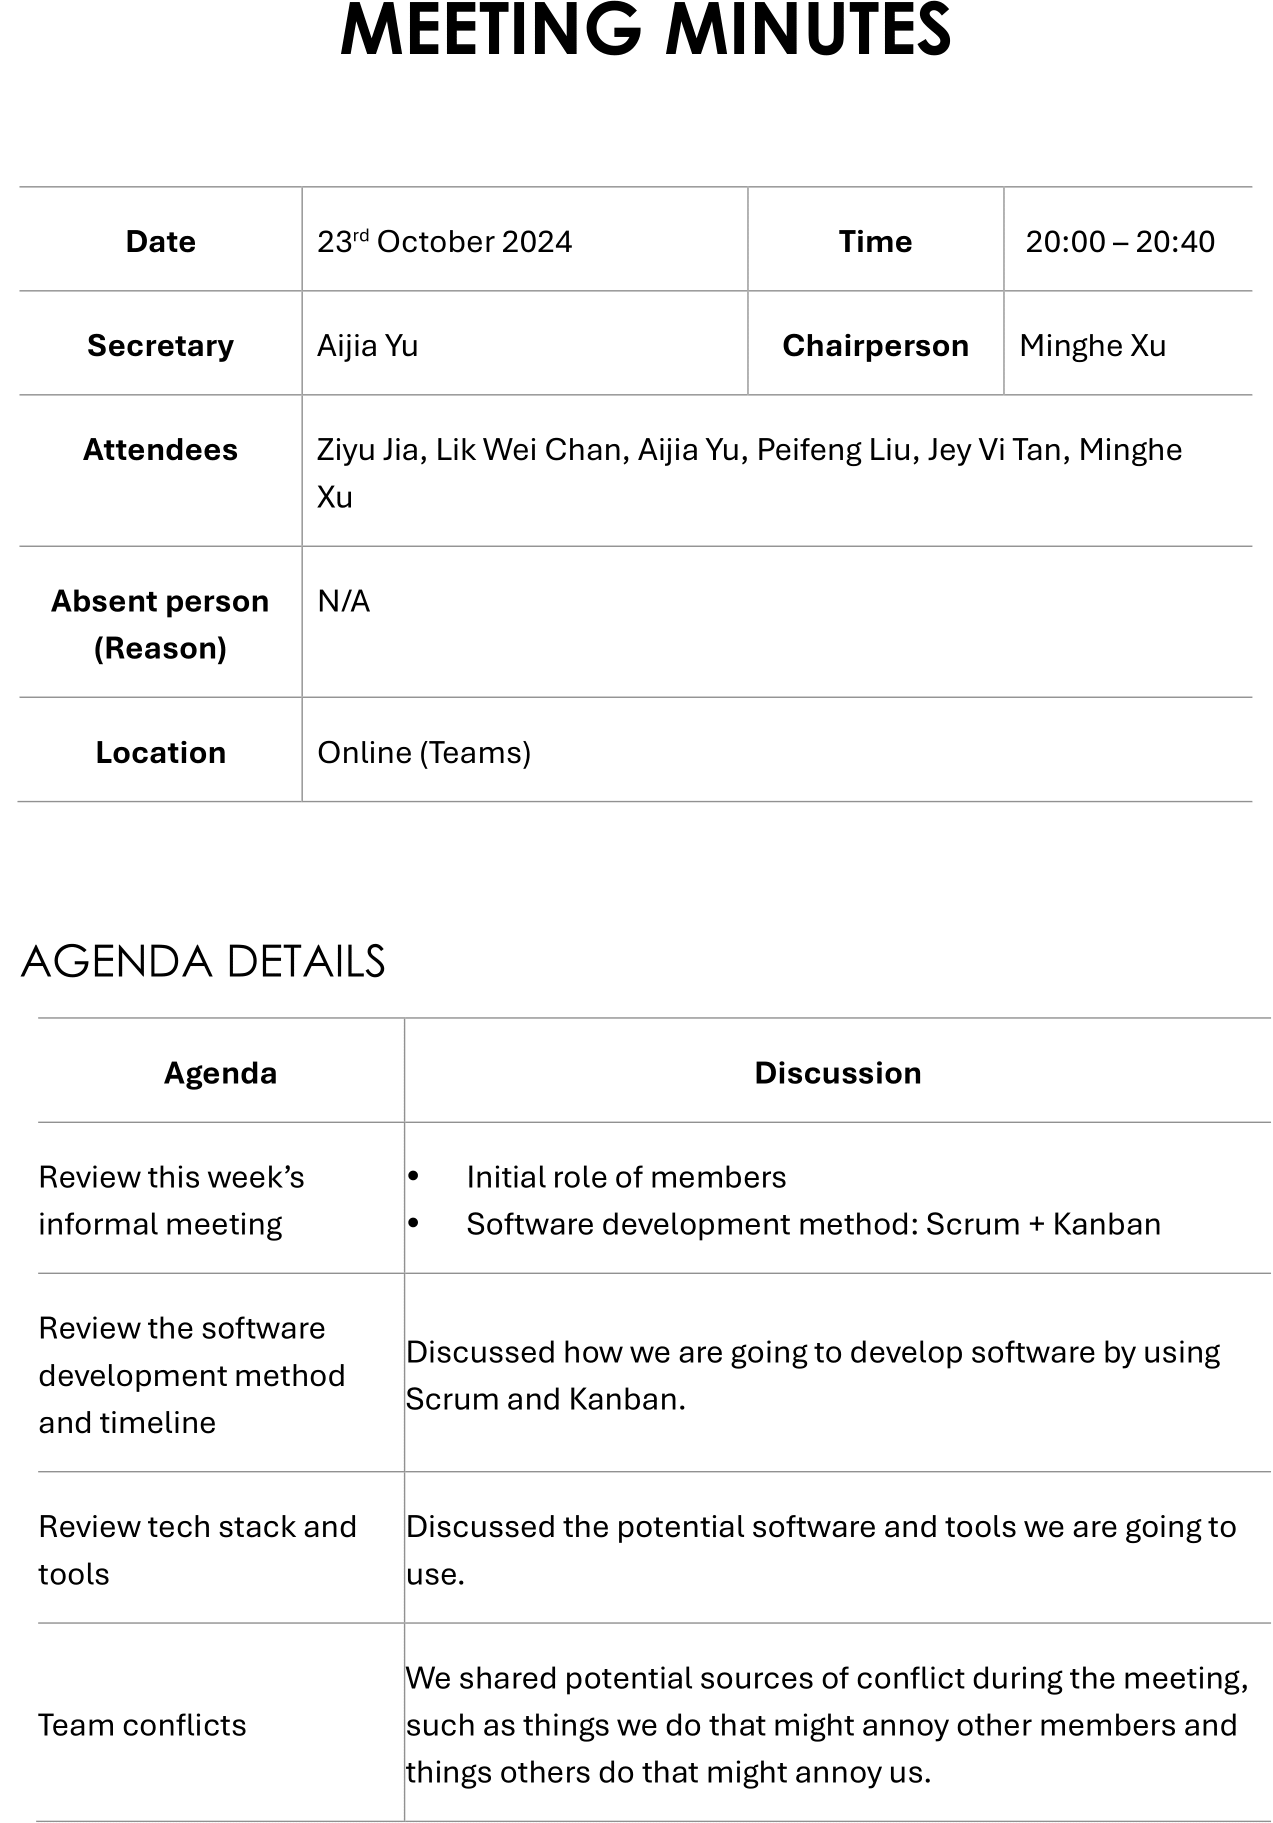 MEETING MINUTES
Date 23rd October 2024 Time 20:00 – 20:40
Secretary Aijia Yu Chairperson Minghe Xu
Attendees Ziyu Jia, Lik Wei Chan, Aijia Yu, Peifeng Liu, Jey Vi Tan, Minghe
Xu
Absent person N/A
(Reason)
Location Online (Teams)
AGENDA DETAILS
Agenda Discussion
Review this week’s
informal meeting
• Initial role of members
• Software development method: Scrum + Kanban
Review the software
development method
and timeline
Discussed how we are going to develop software by using
Scrum and Kanban.
Review tech stack and
tools
Discussed the potential software and tools we are going to
use.
Team conflicts
We shared potential sources of conflict during the meeting,
such as things we do that might annoy other members and
things others do that might annoy us.